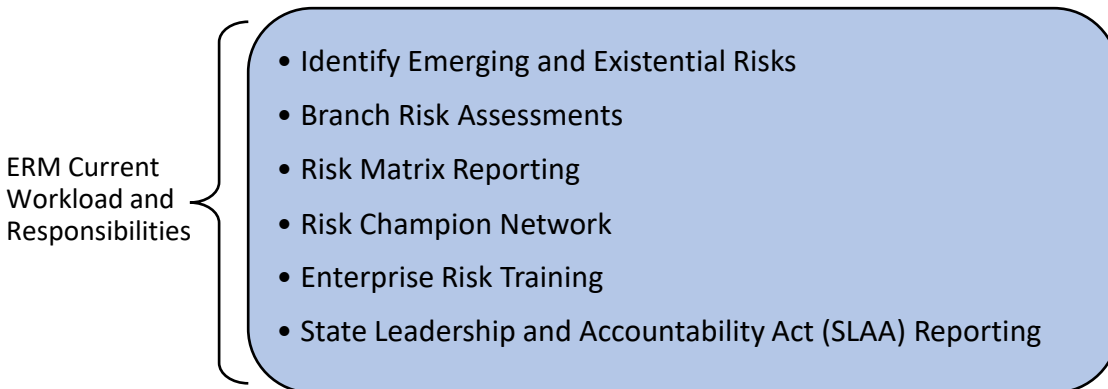 ERM Current
Workload and
Responsibilities
• Identify Emerging and Existential Risks
• Branch Risk Assessments
• Risk Matrix Reporting
• Risk Champion Network
• Enterprise Risk Training
• State Leadership and Accountability Act (SLAA) Reporting